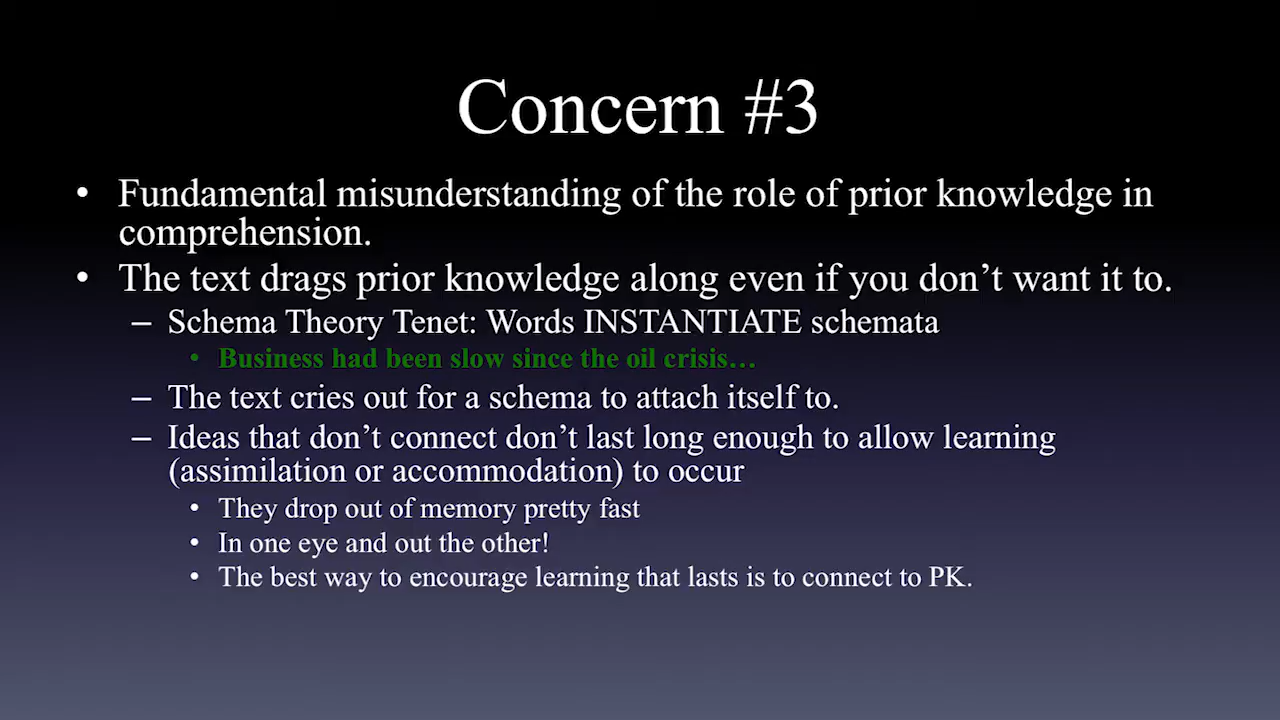 Concern #3
• Fundamental misunderstanding of the role of prior knowledge in
comprehension.
• The text drags prior knowledge along even if you don’t want it to.
– Schema Theory Tenet: Words INSTANTIATE schemata
• Business had been slow since the oil crisis…
– The text cries out for a schema to attach itself to.
– Ideas that don’t connect don’t last long enough to allow learning
(assimilation or accommodation) to occur
• They drop out of memory pretty fast
• In one eye and out the other!
• The best way to encourage learning that lasts is to connect to PK.